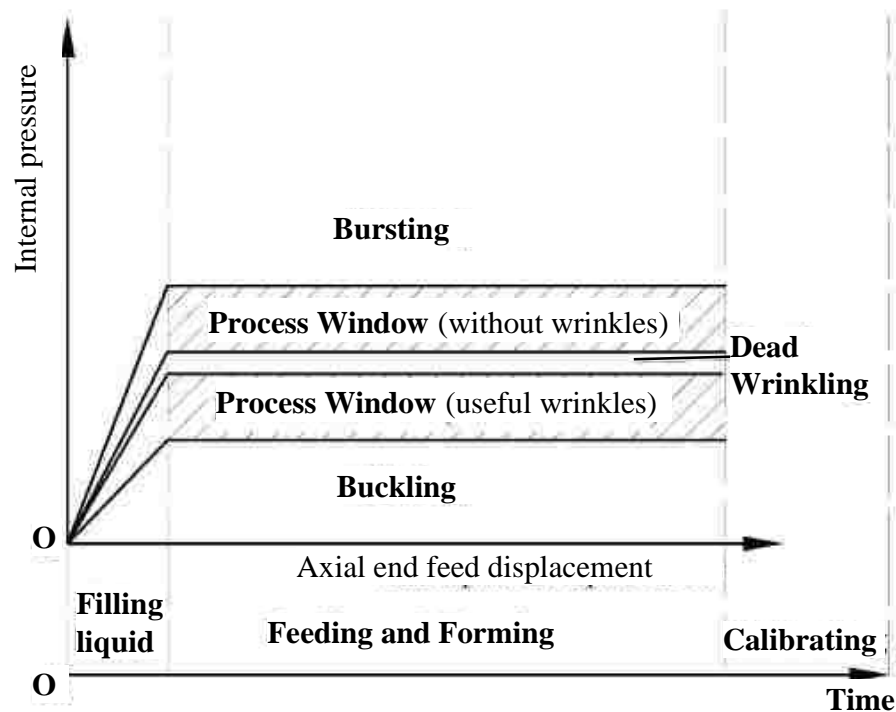 Internal pressure
Bursting
Process Window (without wrinkles)
Dead
Wrinkling
Process Window (useful wrinkles)
Buckling
O
Axial end feed displacement
Filling
liquid
Feeding and Forming
Calibrating
O
Time